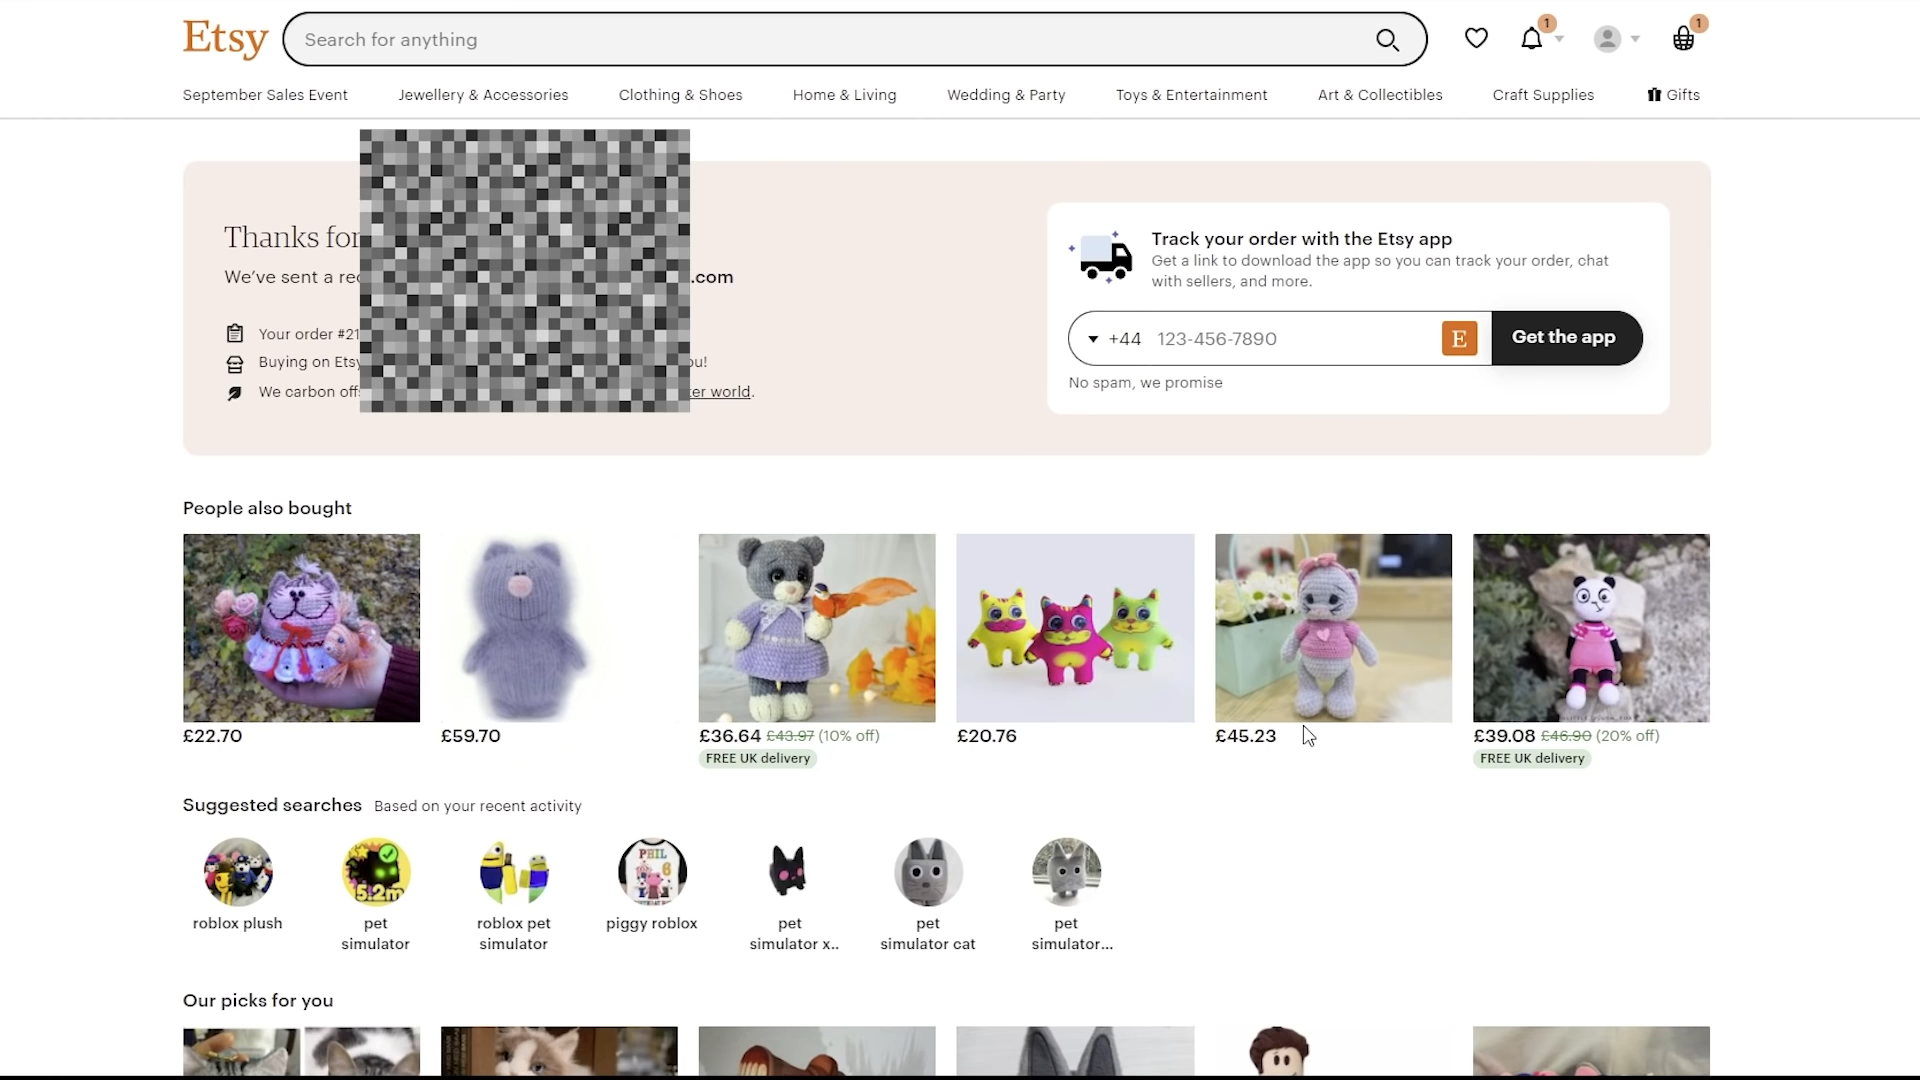 Etsy
Search for anything
1
1
September Sales Event
Jewellery & Accessories
Clothing & Shoes
Home & Living
Wedding & Party
Toys & Entertainment
Art & Collectibles
Craft Supplies
Gifts
Thanks for
We've sent a
.com
Your order #21
Buying on
We carbon
world.
Track your order with the Etsy app
Get a link to download the app so you can track your order, chat
with sellers, and more.
+44 123-456-7890
E
Get the app
No spam, we promise
People also bought
£22.70
£59.70
£36.64 £43.97 (10% off)
FREE UK delivery
£20.76
£45.23
£39.08 £46.90 (20% off)
FREE UK delivery
Suggested searches Based on your recent activity
5.2m
PHIL
6
roblox plush
pet
simulator
roblox pet
simulator
piggy roblox
pet
simulator x..
pet
simulator cat
pet
simulator...
Our picks for you